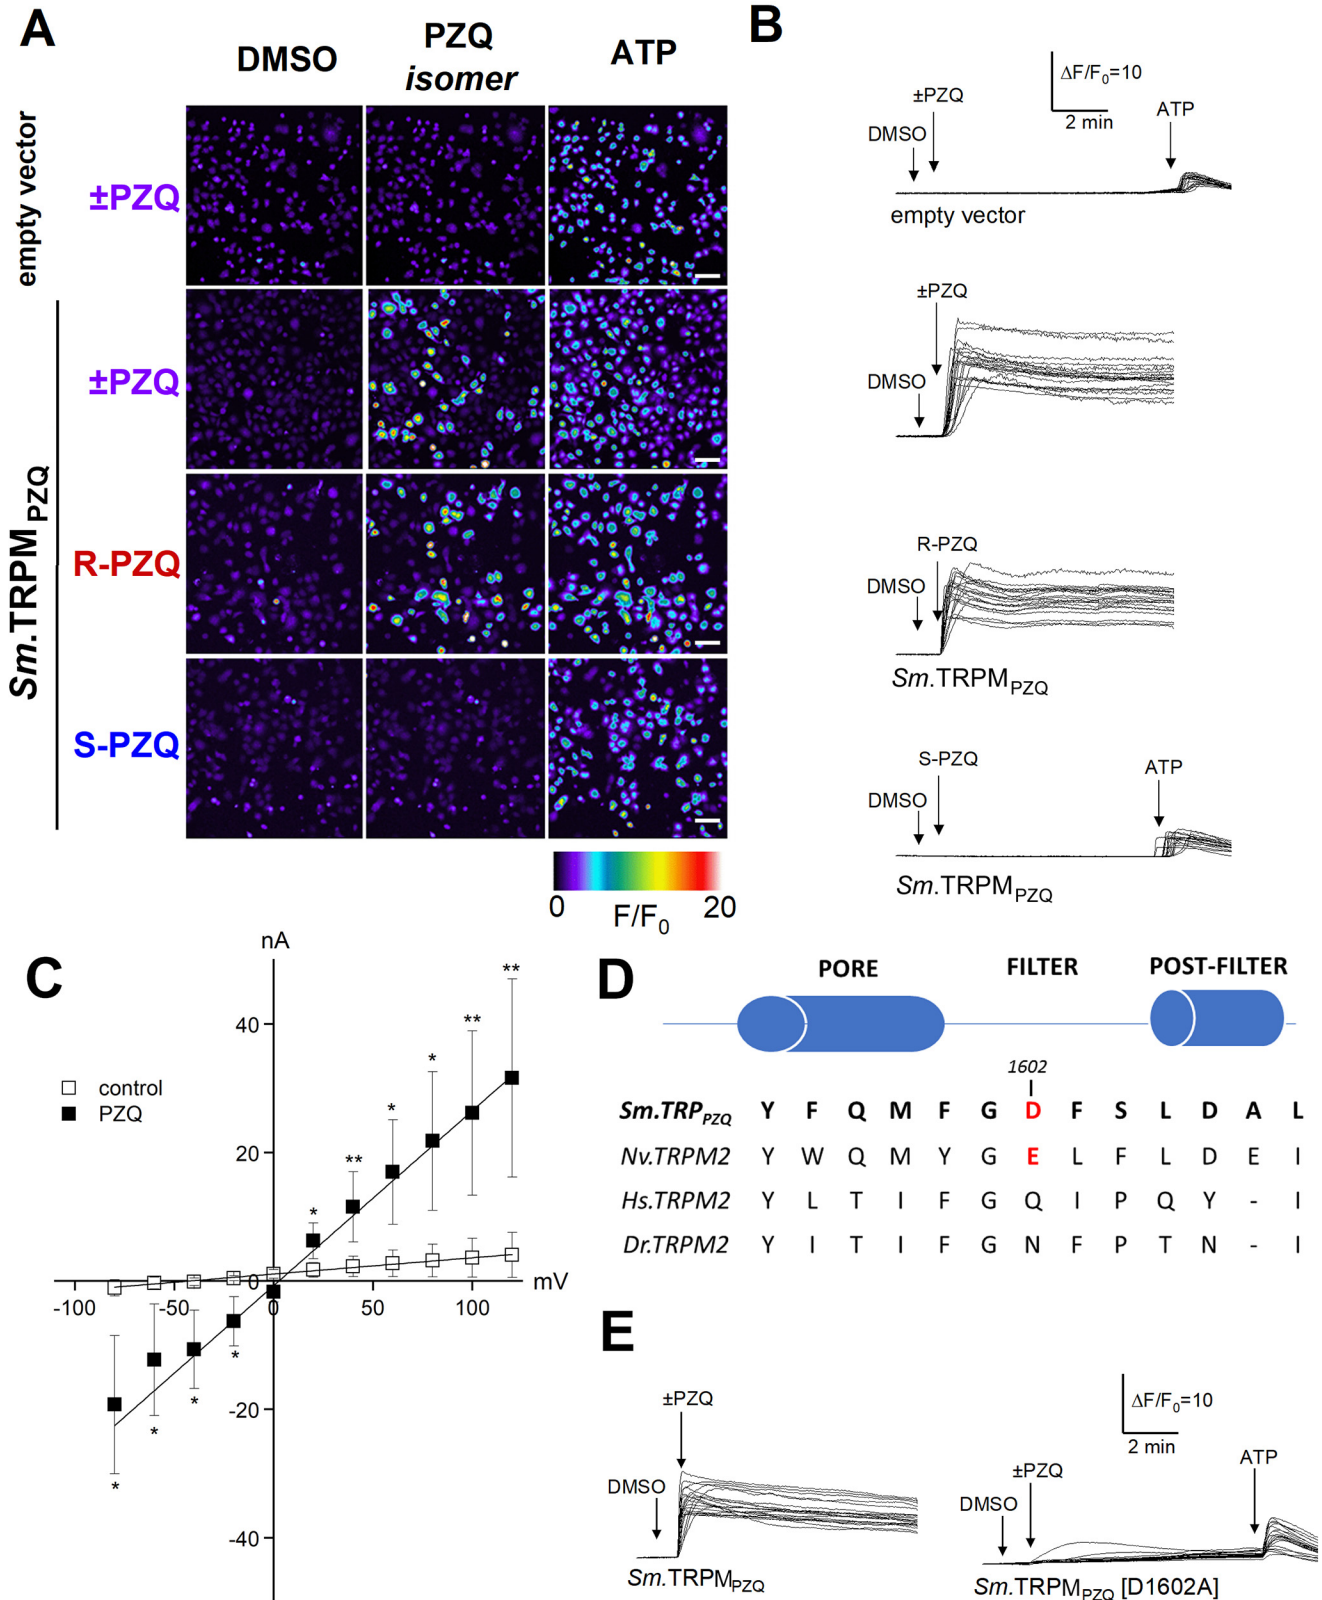 A
DMSO
PZQ
isomer
ATP
empty vector
±PZQ
Sm.TRPMPZQ
±PZQ
R-PZQ
S-PZQ
0
F/F0
20
B
ΔF/F0=10
2 min
±PZQ
DMSO
ATP
empty vector
±PZQ
DMSO
R-PZQ
DMSO
Sm.TRPMPZQ
S-PZQ
DMSO
ATP
Sm.TRPMPZQ
C
nA
control
PZQ
40
20
0
-20
-40
-100
-50
0
50
100
mV
*
*
*
*
*
**
*
*
**
**
D
PORE
FILTER
POST-FILTER
1602
Sm.TRPPZQ Y F Q M F G D F S L D A L
Nv.TRPM2 Y W Q M Y G E L F L D E I
Hs.TRPM2 Y L T I F G Q I P Q Y - I
Dr.TRPM2 Y I T I F G N F P T N - I
E
±PZQ
DMSO
Sm.TRPMPZQ
ΔF/F0=10
2 min
±PZQ
DMSO
ATP
Sm.TRPMPZQ [D1602A]